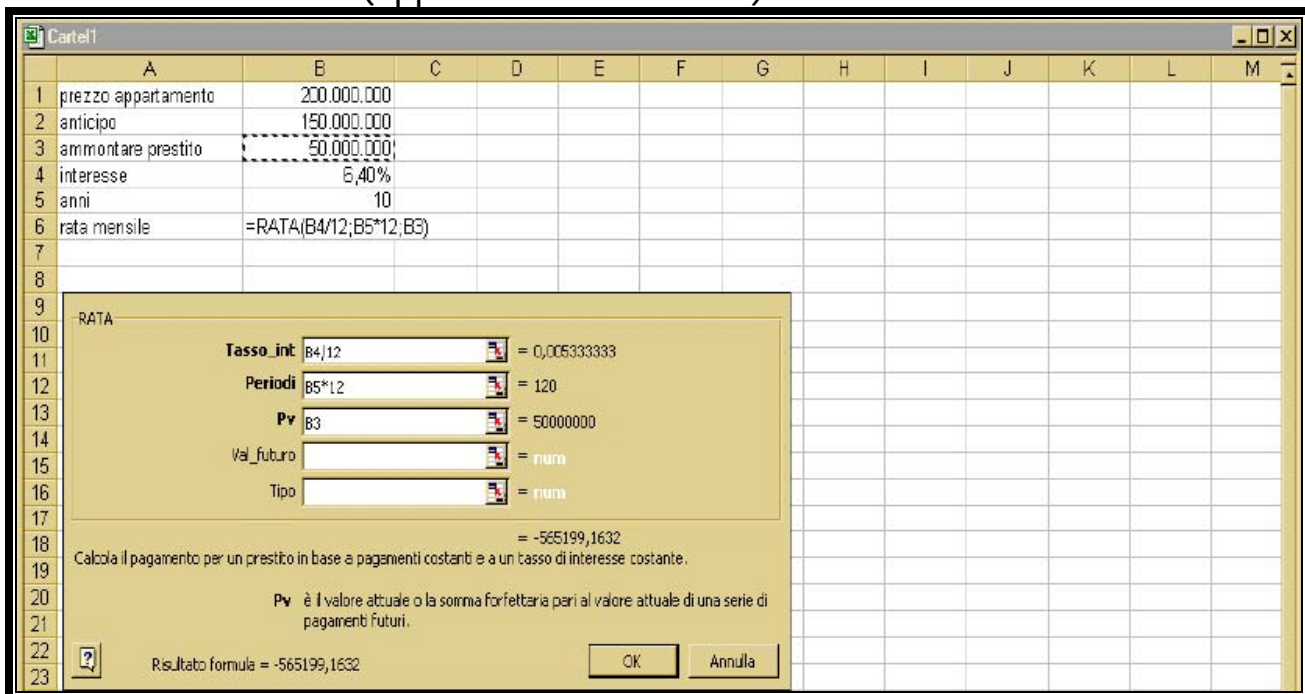 Cartel1
A B C D E F G H I J K L M
1 prezzo appartamento 200.000.000
2 anticipo 150.000.000
3 ammontare prestito 50.000.000
4 interesse 6,40%
5 anni 10
6 rata mensile =RATA(B4/12;B5*12;B3)
7
8
9
10
11
12
13
14
15
16
17
18
19
20
21
22
23
RATA
Tasso_int B4/12 = 0,005333333
Periodi B5*12 = 120
Pv B3 = 50000000
Val_futuro = num
Tipo = num
= -565199,1632
Calcola il pagamento per un prestito in base a pagamenti costanti e a un tasso di interesse costante.
Pv è il valore attuale o la somma forfettaria pari al valore attuale di una serie di
pagamenti futuri.
? Risultato formula = -565199,1632 OK Annulla